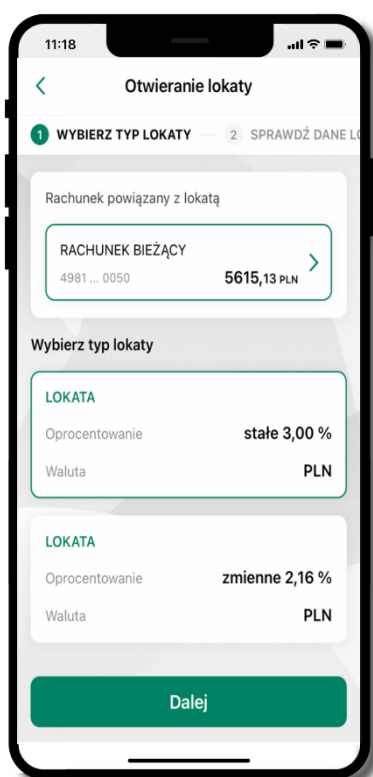 11:18
Otwieranie lokaty
1 WYBIERZ TYP LOKATY 2 SPRAWDŹ DANE
Rachunek powiązany z lokatą
RACHUNEK BIEŻĄCY
4981 ... 0050 5615,13 PLN
Wybierz typ lokaty
LOKATA
Oprocentowanie stałe 3,00 %
Waluta PLN
LOKATA
Oprocentowanie zmienne 2,16 %
Waluta PLN
Dalej